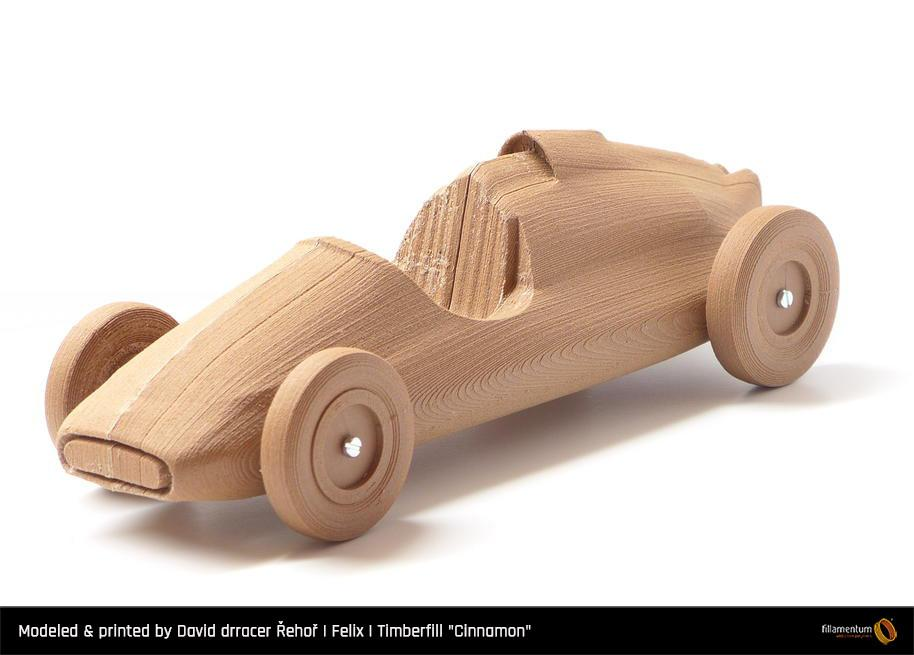 Modeled & printed by David drracer Řehoř | Felix | Timberfill "Cinnamon"
fillamentum